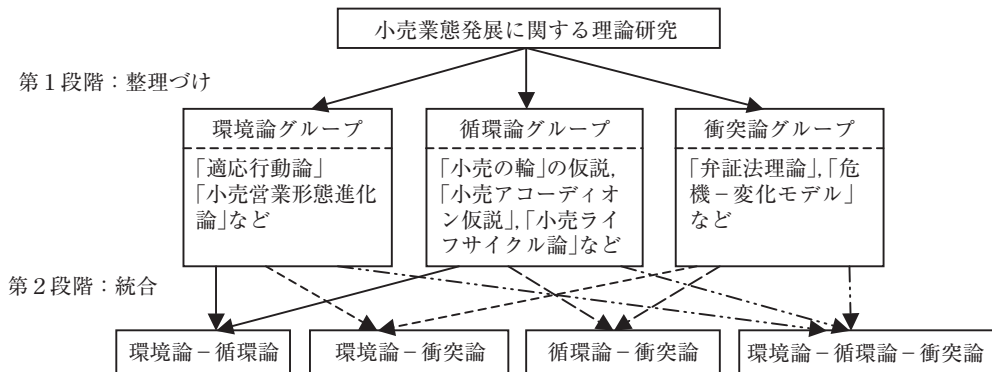 小売業態発展に関する理論研究
第1段階：整理づけ
環境論グループ
「適応行動論」
「小売営業形態進化
論」など
循環論グループ
「小売の輪」の仮説,
「小売アコーディオ
ン仮説」,「小売ライ
フサイクル論」など
衝突論グループ
「弁証法理論」,「危
機－変化モデル」
など
第2段階：統合
環境論－循環論
環境論－衝突論
循環論－衝突論
環境論－循環論－衝突論